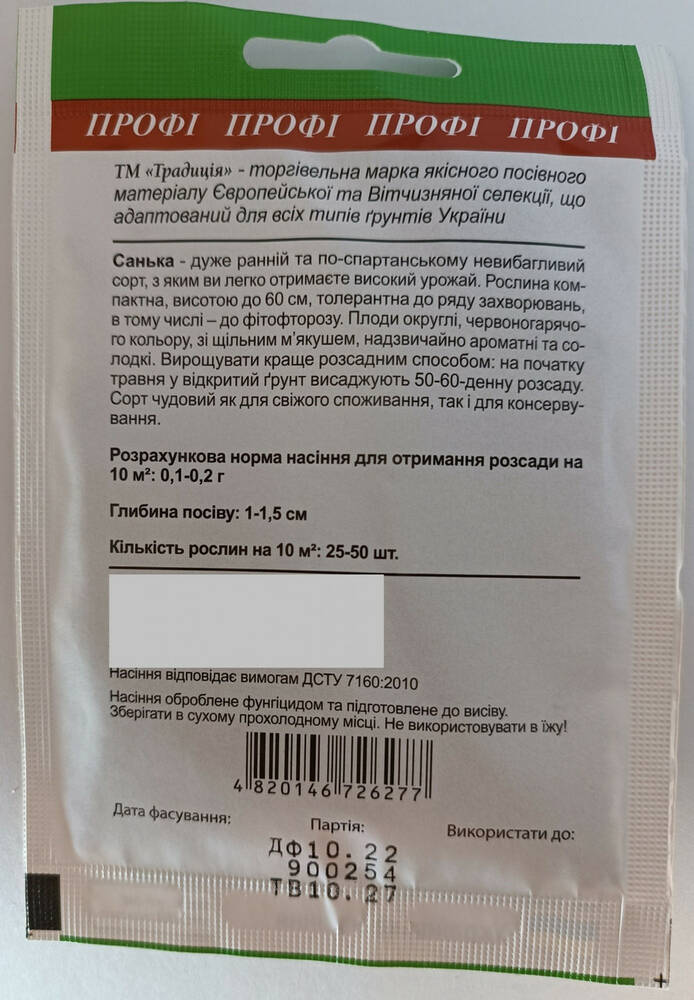 ПРОФІ ПРОФІ ПРОФІ ПРОФІ
ТМ «Традиція» - торгівельна марка якісного посівного
матеріалу Європейської та Вітчизняної селекції, що
адаптований для всіх типів ґрунтів України
Санька - дуже ранній та по-спартанському невибагливий
сорт, з яким ви легко отримаєте високий урожай. Рослина ком-
пактна, висотою до 60 см, толерантна до ряду захворювань,
в тому числі – до фітофторозу. Плоди округлі, червоногарячо-
го кольору, зі щільним м’якушем, надзвичайно ароматні та со-
лодкі. Вирощувати краще розсадним способом: на початку
травня у відкритий ґрунт висаджують 50-60-денну розсаду.
Сорт чудовий як для свіжого споживання, так і для консерву-
вання.
Розрахункова норма насіння для отримання розсади на
10 м²: 0,1-0,2 г
Глибина посіву: 1-1,5 см
Кількість рослин на 10 м²: 25-50 шт.
Насіння відповідає вимогам ДСТУ 7160:2010
Насіння оброблене фунгіцидом та підготовлене до висіву.
Зберігати в сухому прохолодному місці. Не використовувати в їжу!
4 820146 726277
Дата фасування: Партія: Використати до:
ДФ10.22
900254
ТВ10.27